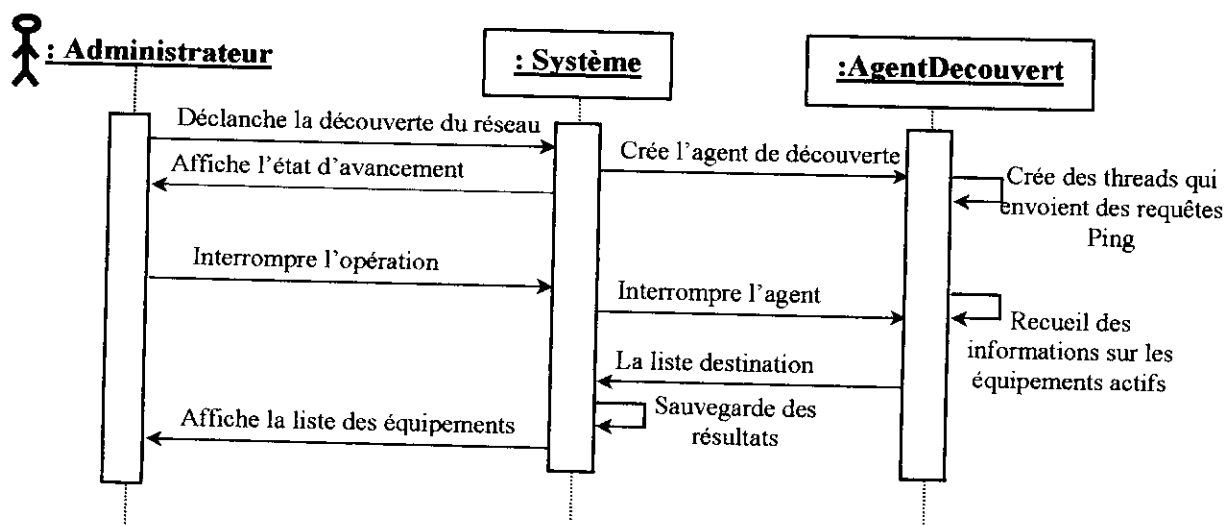 : Administrateur
: Système
:AgentDecouvert
Déclanche la découverte du réseau
Affiche l'état d'avancement
Crée l'agent de découverte
Crée des threads qui
envoient des requêtes
Ping
Interrompre l'opération
Interrompre l'agent
Recueil des
informations sur les
équipements actifs
La liste destination
Sauvegarde des
résultats
Affiche la liste des équipements